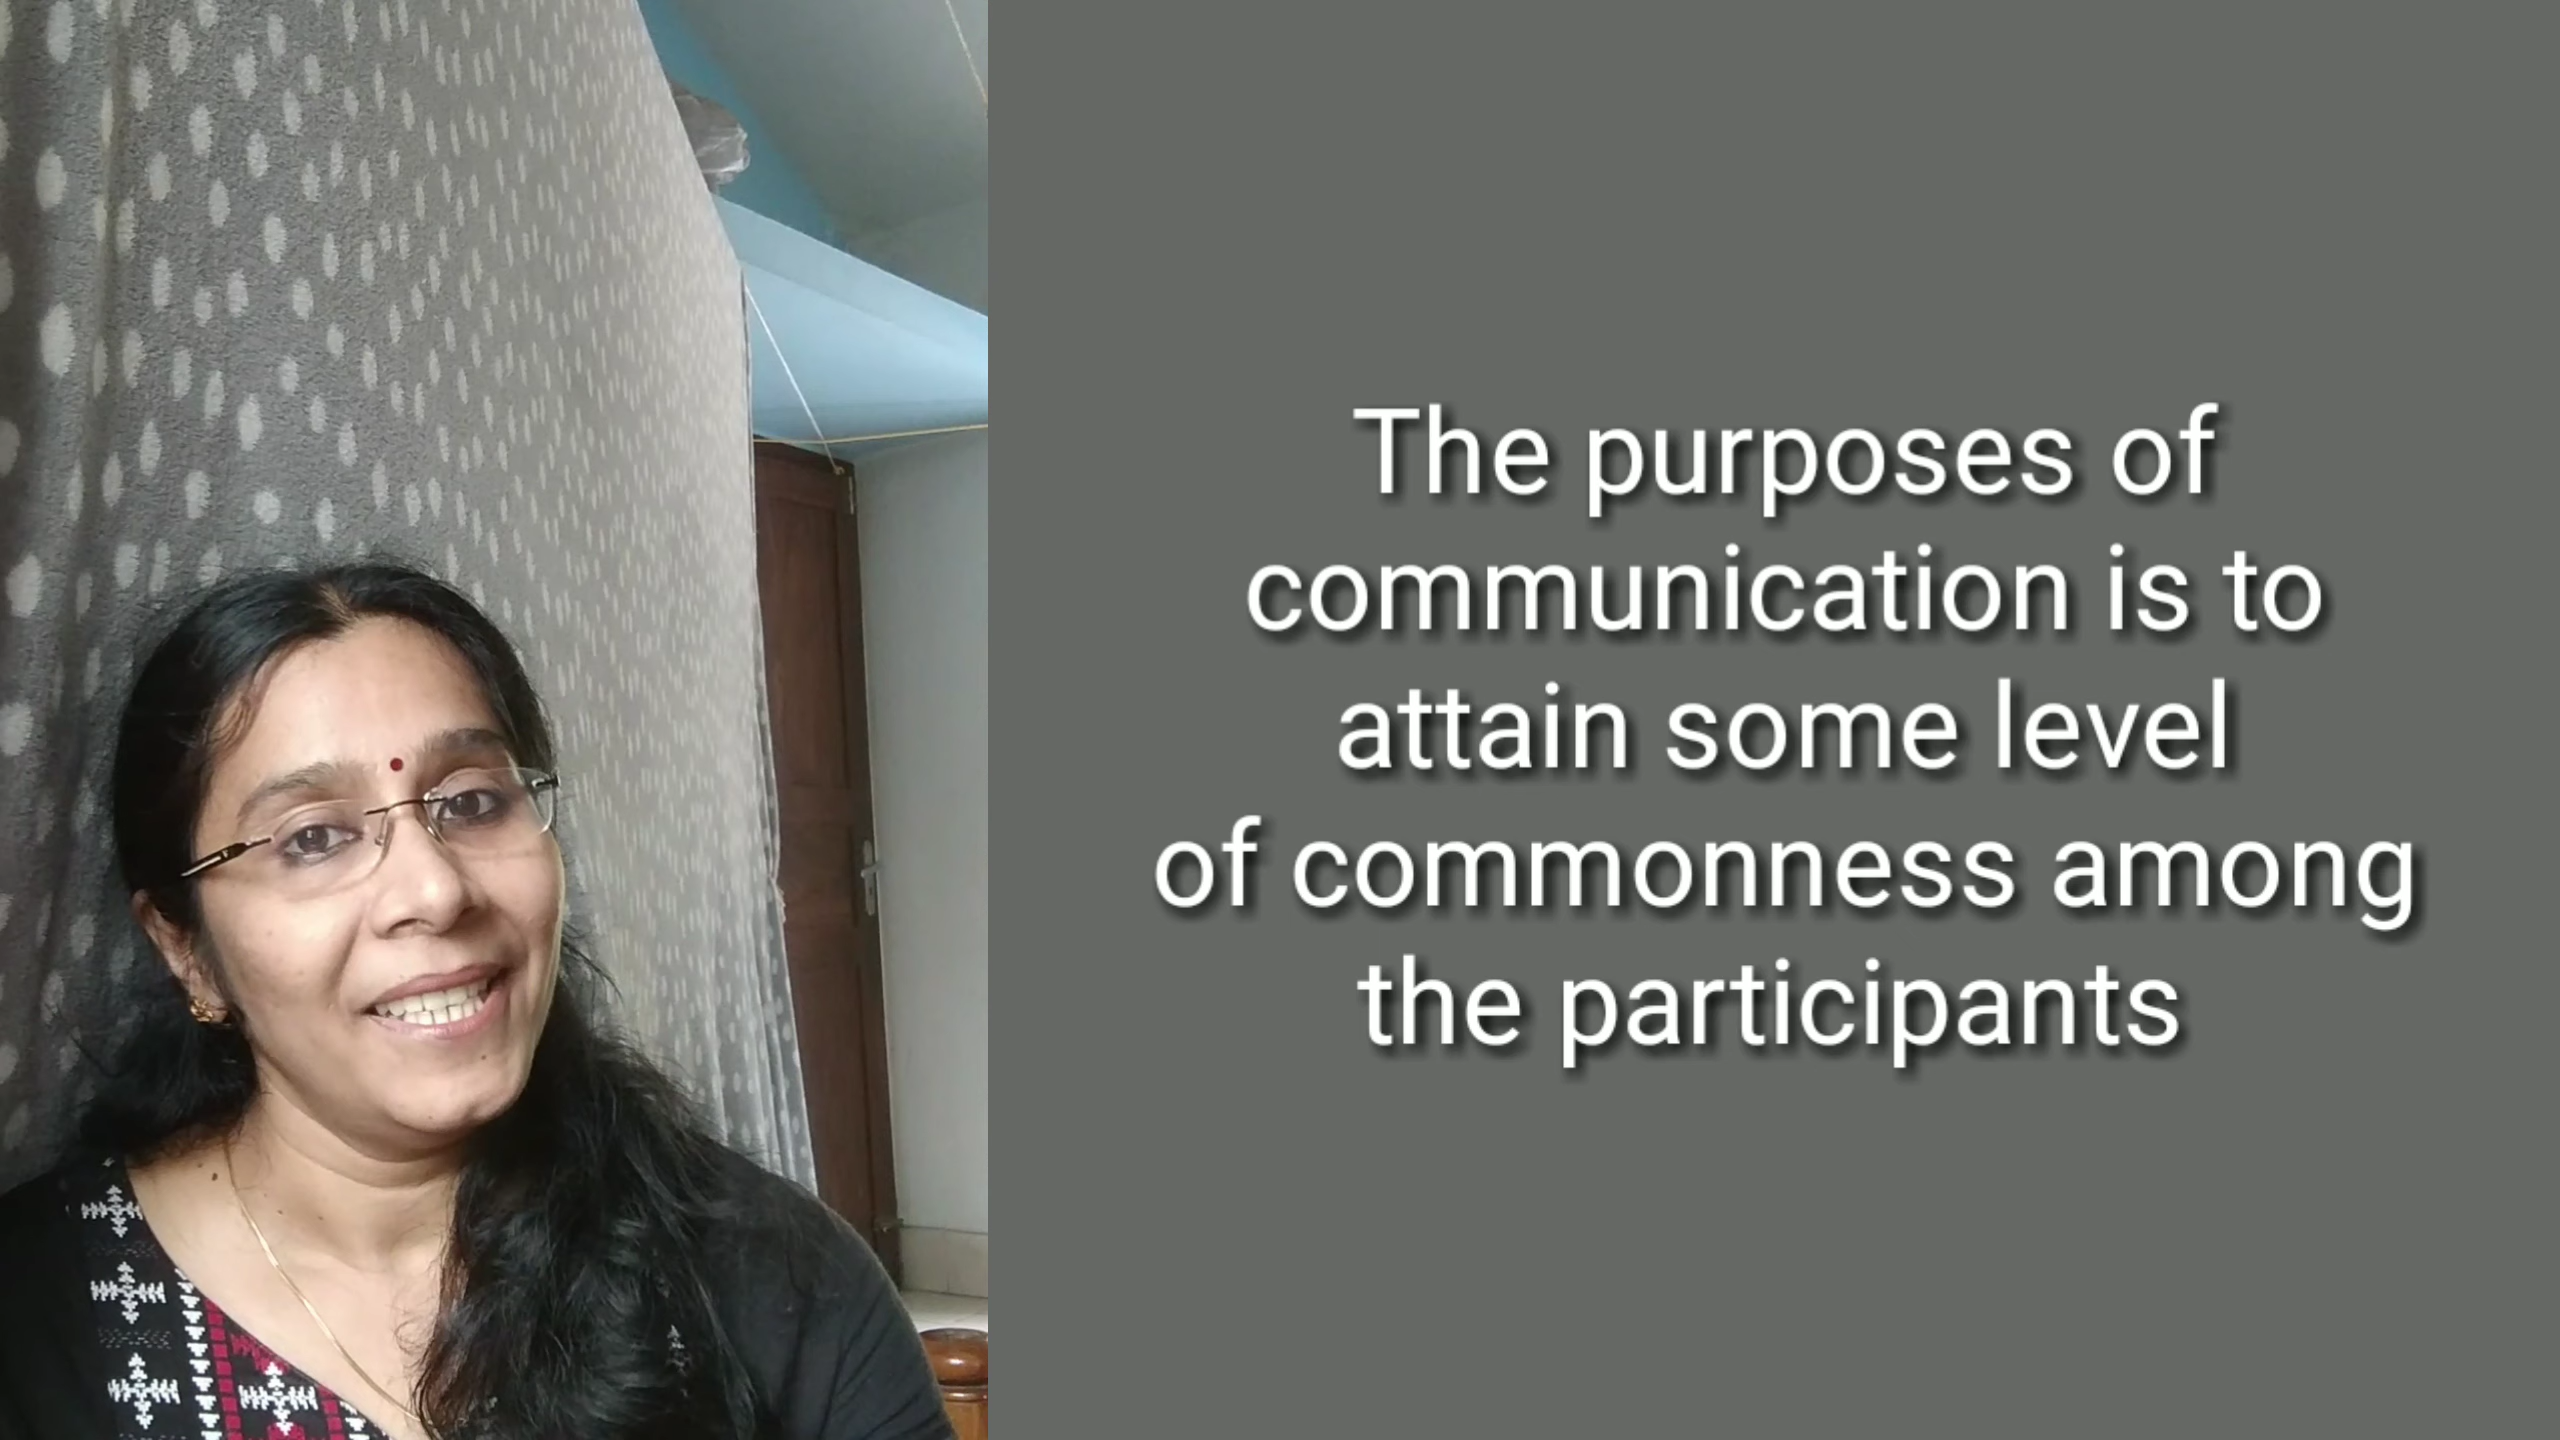 The purposes of
communication is to
attain some level
of commonness among
the participants